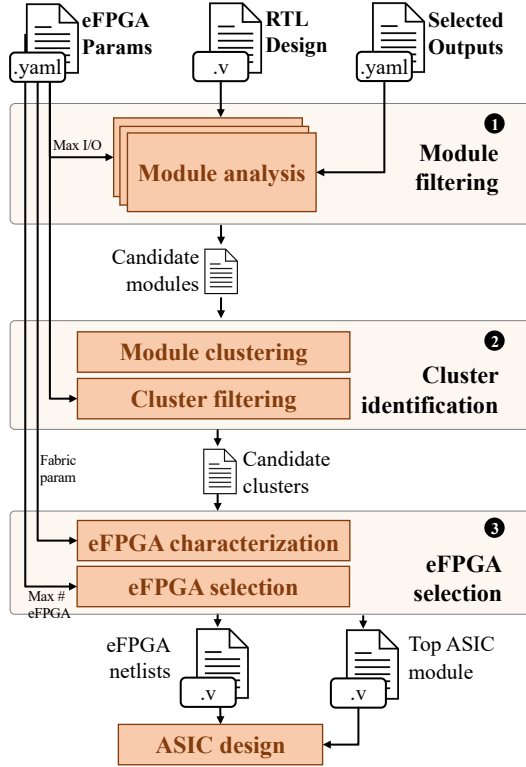 eFPGA
Params
.yaml
RTL
Design
.v
Selected
Outputs
.yaml
Max I/O
Module analysis
1
Module
filtering
Candidate
modules
Module clustering
Cluster filtering
2
Cluster
identification
Fabric
param
Candidate
clusters
eFPGA characterization
eFPGA selection
3
eFPGA
selection
Max #
eFPGA
eFPGA
netlists
.v
Top ASIC
module
.v
ASIC design